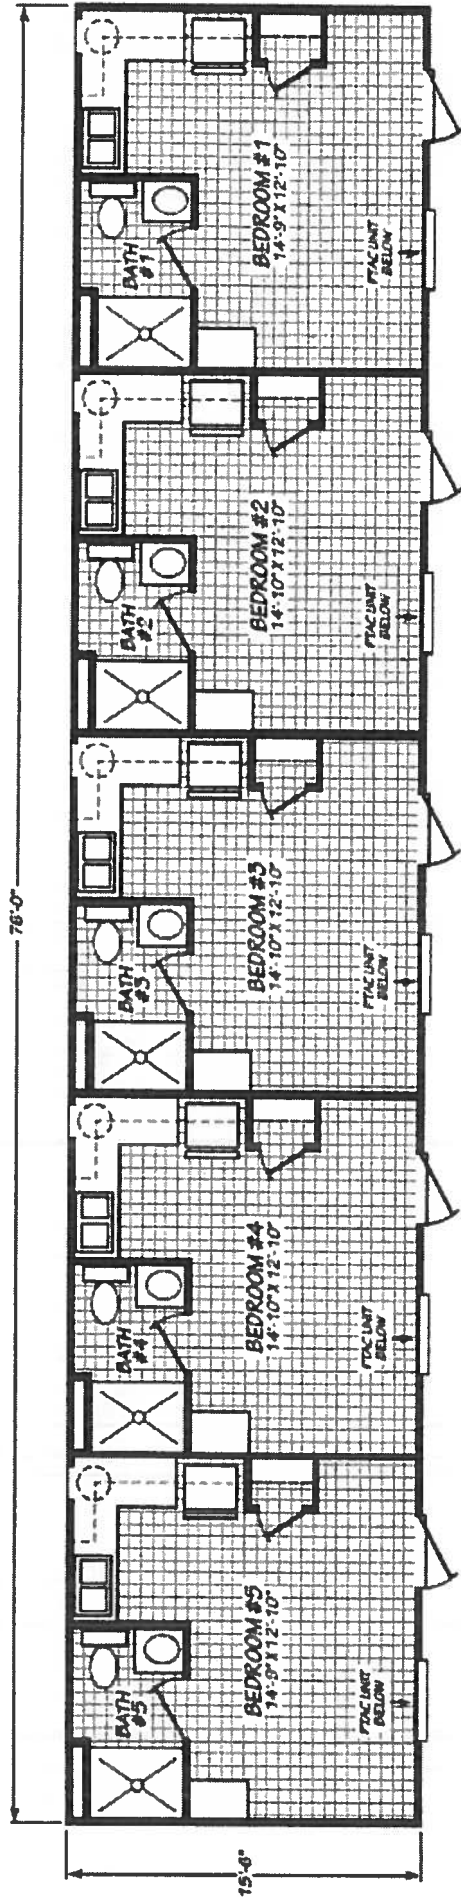 76'-0"
BATH
#5
BEDROOM #5
14'-9" X 12'-10"
PTAC UNIT
BELOW
BATH
#4
BEDROOM #4
14'-10" X 12'-10"
PTAC UNIT
BELOW
BATH
#3
BEDROOM #3
14'-10" X 12'-10"
PTAC UNIT
BELOW
BATH
#2
BEDROOM #2
14'-10" X 12'-10"
PTAC UNIT
BELOW
BATH
#1
BEDROOM #1
14'-9" X 12'-10"
PTAC UNIT
BELOW
15'-6"